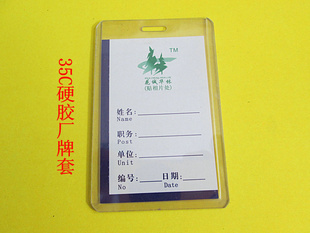 35C硬胶厂牌套
TM
(贴相片处)
姓名:
Name
职务:
Post
单位:
Unit
编号: 日期:
No Date